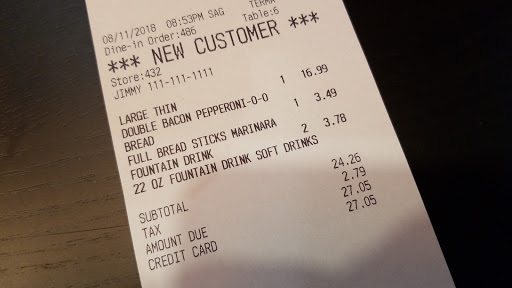 08/11/2018 08:53PM SAG TERMA
Dine-in Order:486 Table:6
*** NEW CUSTOMER ***
Store:432
JIMMY 111-111-1111
LARGE THIN
DOUBLE BACON PEPPERONI-O-O 1 16.99
BREAD
FULL BREAD STICKS MARINARA 1 3.49
FOUNTAIN DRINK
22 OZ FOUNTAIN DRINK SOFT DRINKS 2 3.78
SUBTOTAL 24.26
TAX 2.79
AMOUNT DUE 27.05
CREDIT CARD 27.05